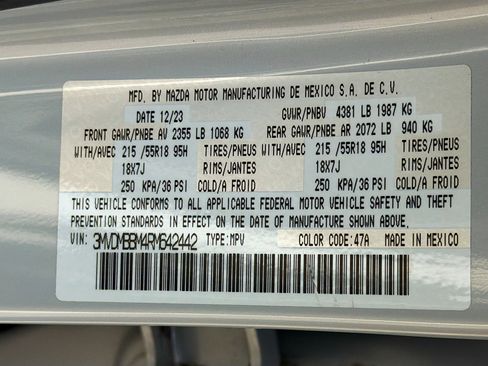 MFD. BY MAZDA MOTOR MANUFACTURING DE MEXICO S.A. DE C.V.
DATE 12/23 GVWR/PNBV 4381 LB 1987 KG
FRONT GAWR/PNBE AV 2355 LB 1068 KG REAR GAWR/PNBE AR 2072 LB 940 KG
WITH/AVEC 215 /55R18 95H TIRES/PNEUS WITH/AVEC 215 /55R18 95H TIRES/PNEUS
18X7J RIMS/JANTES 18X7J RIMS/JANTES
250 KPA/36 PSI COLD/A FROID 250 KPA/36 PSI COLD/A FROID
THIS VEHICLE CONFORMS TO ALL APPLICABLE FEDERAL MOTOR VEHICLE SAFETY AND THEFT
PREVENTION STANDARDS IN EFFECT ON THE DATE OF MANUFACTURE SHOWN ABOVE.
VIN: 3MVDMBBM4RM642442 TYPE: MPV COLOR CODE: 47A MADE IN MEXICO